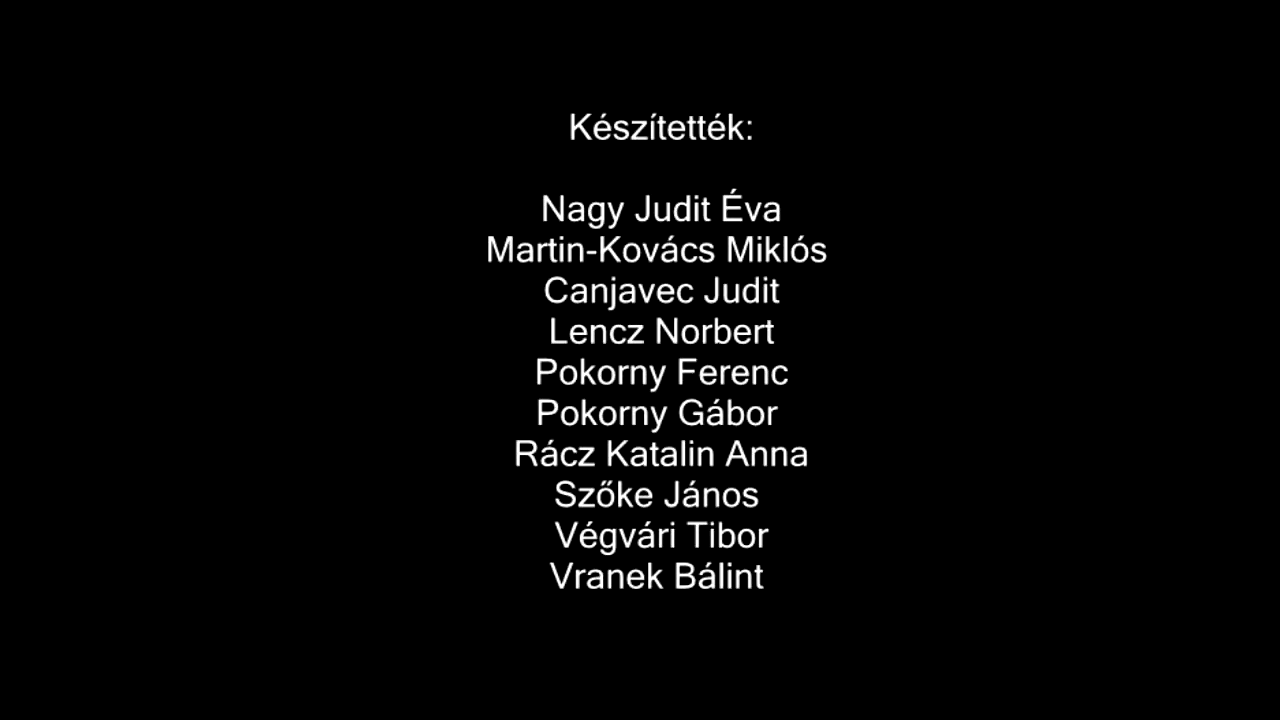 Készítették:
Nagy Judit Éva
Martin-Kovács Miklós
Canjavec Judit
Lencz Norbert
Pokorny Ferenc
Pokorny Gábor
Rácz Katalin Anna
Szőke János
Végvári Tibor
Vranek Bálint